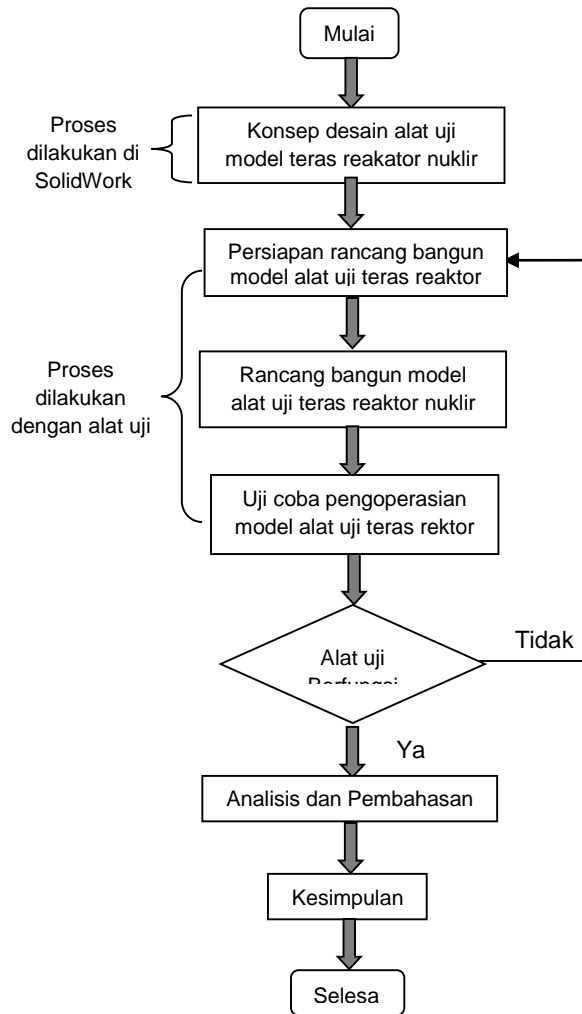 Mulai
Proses
dilakukan di
SolidWork
Konsep desain alat uji
model teras reakator nuklir
Persiapan rancang bangun
model alat uji teras reaktor
Proses
dilakukan
dengan alat uji
Rancang bangun model
alat uji teras reaktor nuklir
Uji coba pengoperasian
model alat uji teras rektor
Alat uji
Berfungsi
Tidak
Ya
Analisis dan Pembahasan
Kesimpulan
Selesa